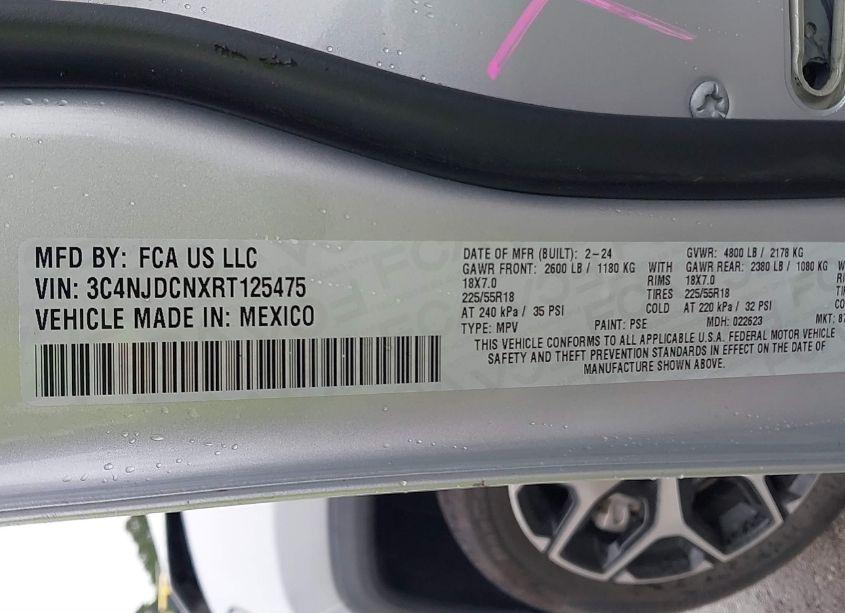 MFD BY: FCA US LLC
VIN: 3C4NJDCNXRT125475
VEHICLE MADE IN: MEXICO
DATE OF MFR (BUILT): 2-24 GVWR: 4800 LB / 2178 KG
GAWR FRONT: 2600 LB / 1180 KG WITH GAWR REAR: 2380 LB / 1080 KG
18X7.0 RIMS 18X7.0
225/55R18 TIRES 225/55R18
AT 240 kPa / 35 PSI COLD AT 220 kPa / 32 PSI
TYPE: MPV PAINT: PSE MDH: 022623 MKT:
THIS VEHICLE CONFORMS TO ALL APPLICABLE U.S.A. FEDERAL MOTOR VEHICLE
SAFETY AND THEFT PREVENTION STANDARDS IN EFFECT ON THE DATE OF
MANUFACTURE SHOWN ABOVE.